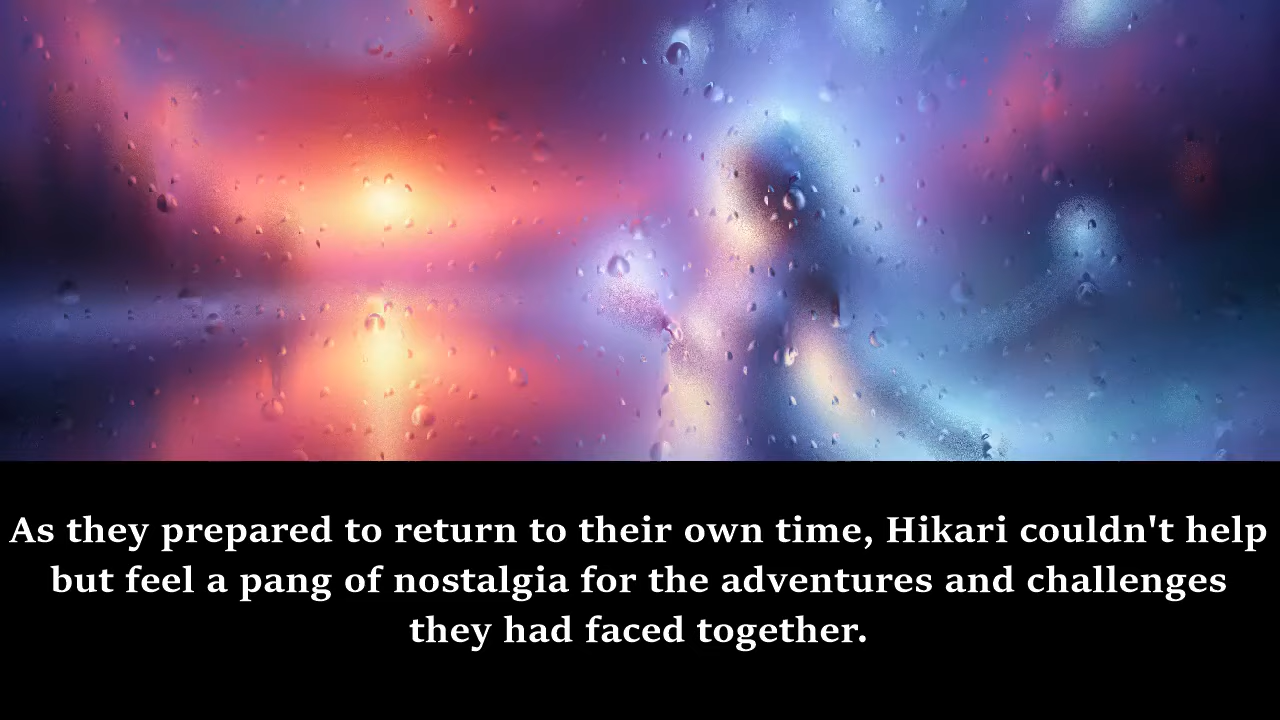 As they prepared to return to their own time, Hikari couldn't help
but feel a pang of nostalgia for the adventures and challenges
they had faced together.